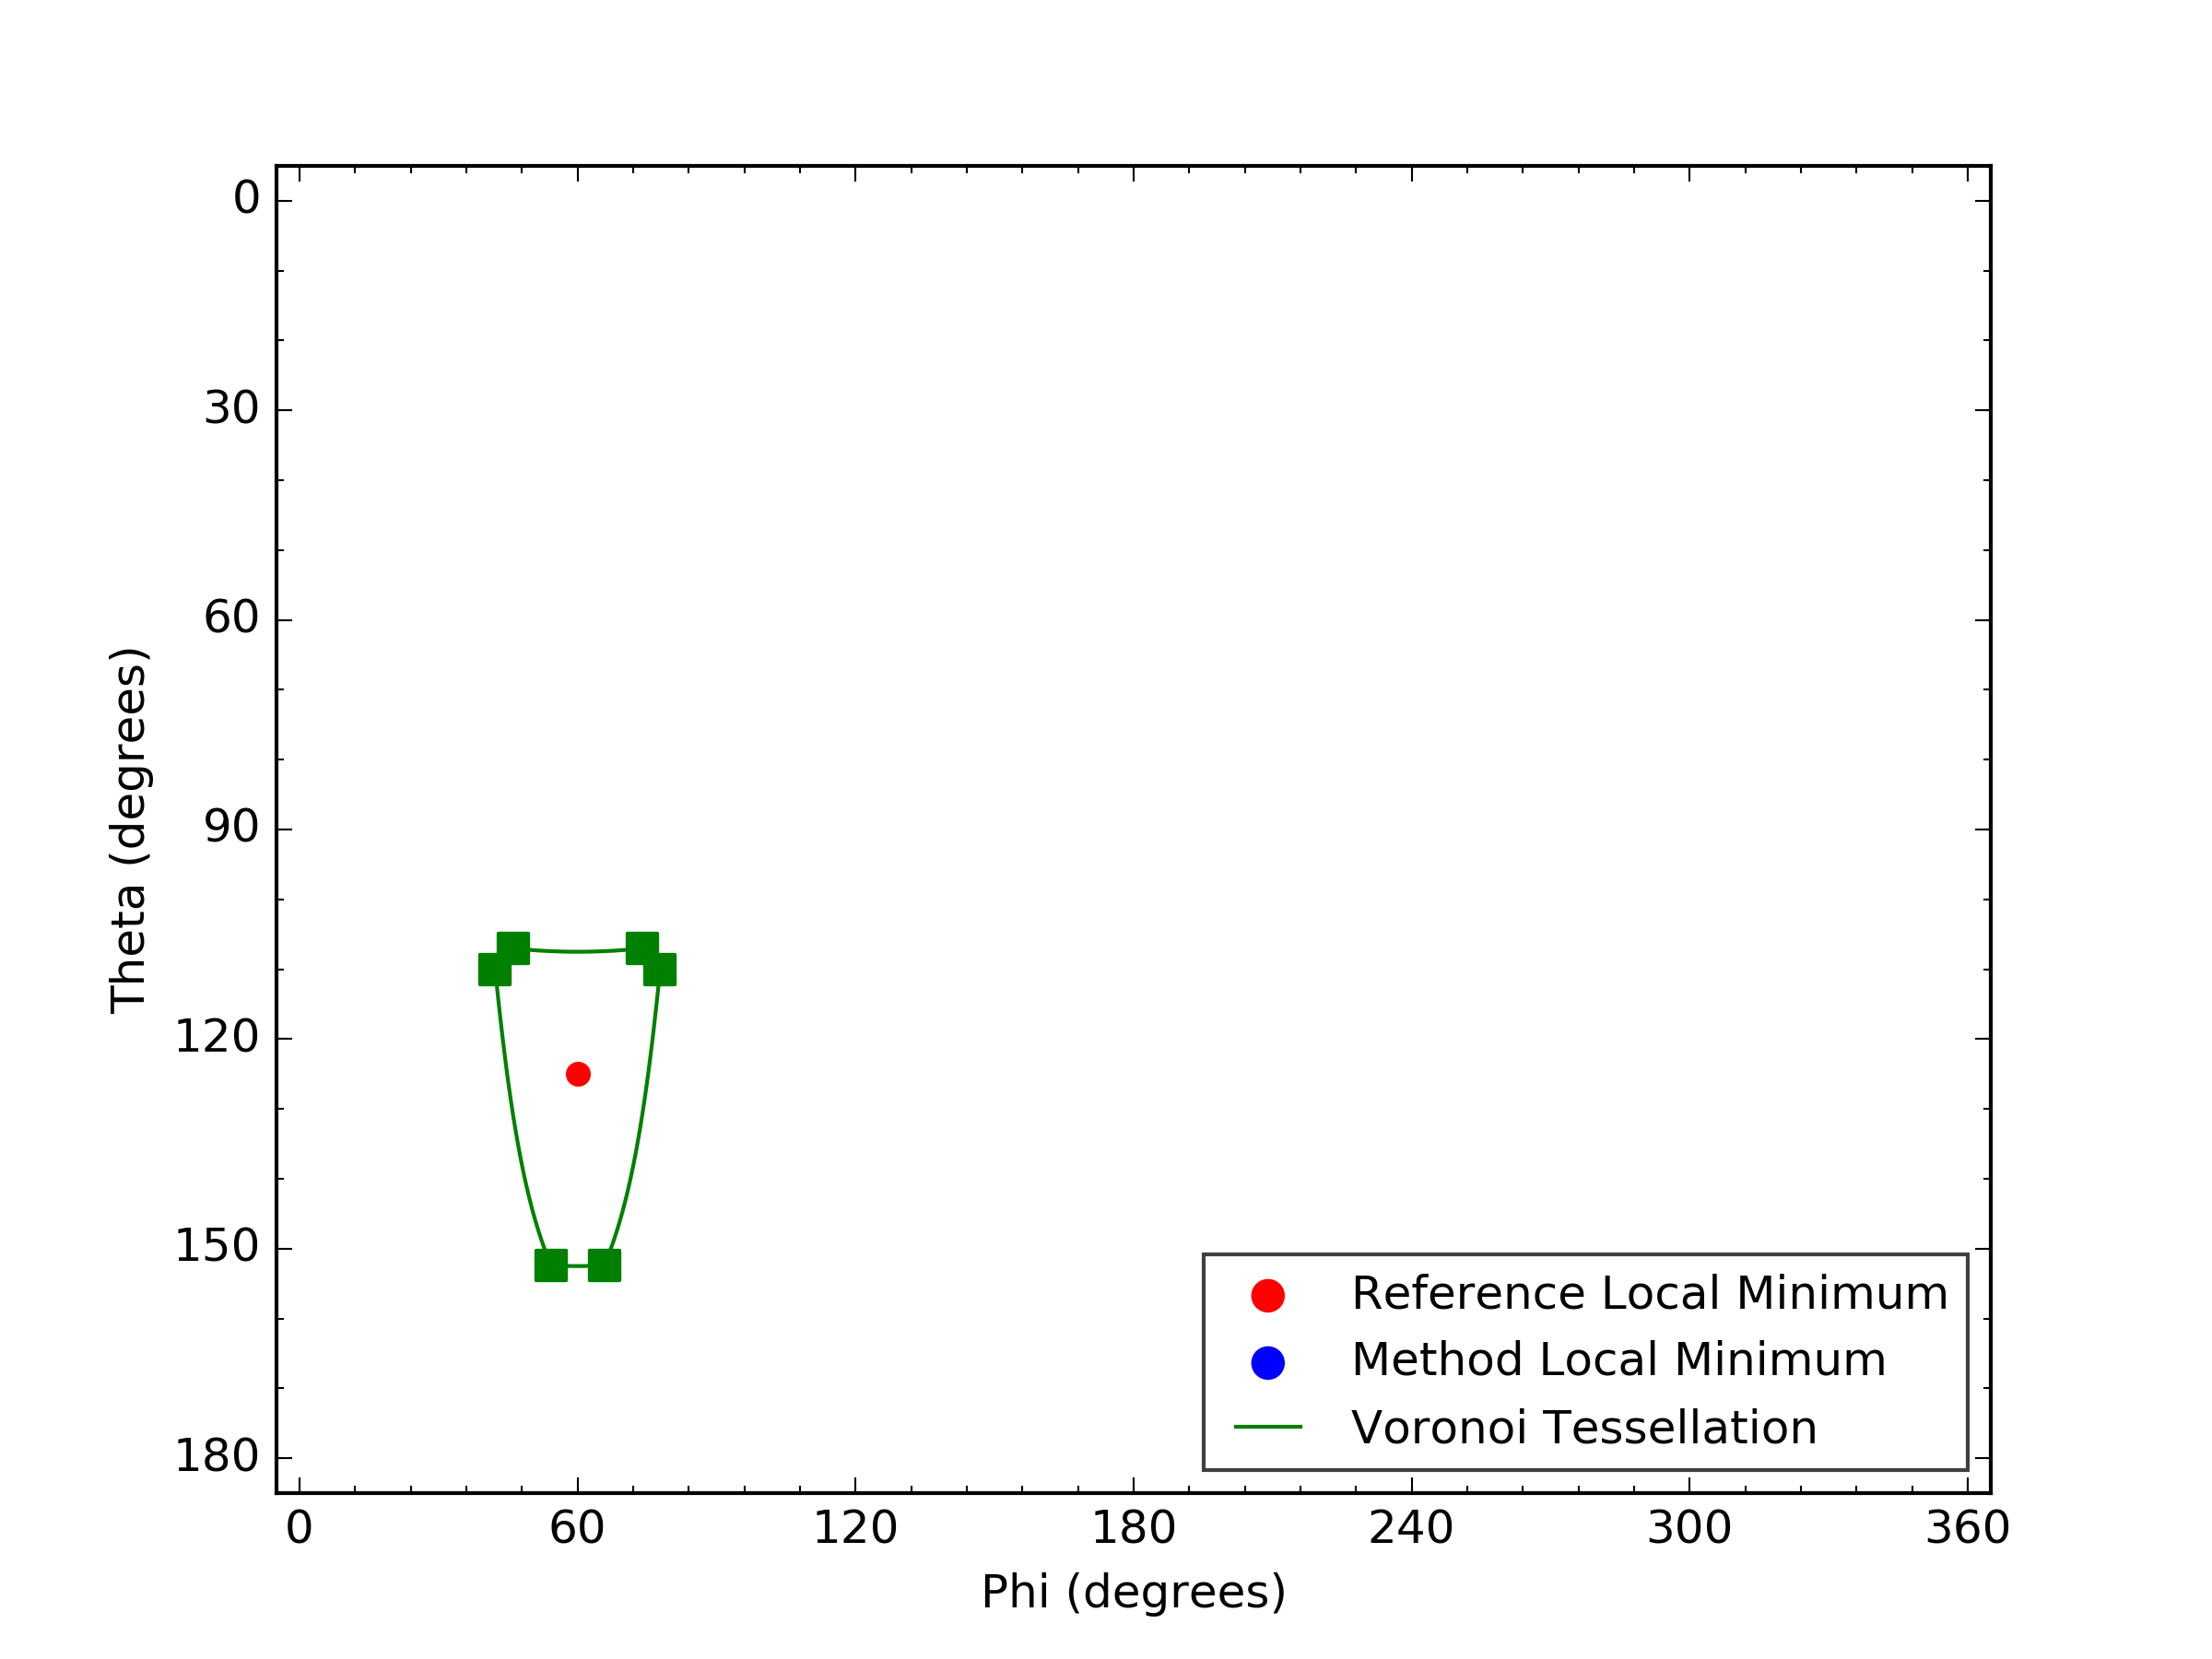 0
30
60
90
120
150
180
Theta (degrees)
0 60 120 180 240 300 360
Phi (degrees)
Reference Local Minimum
Method Local Minimum
Voronoi Tessellation